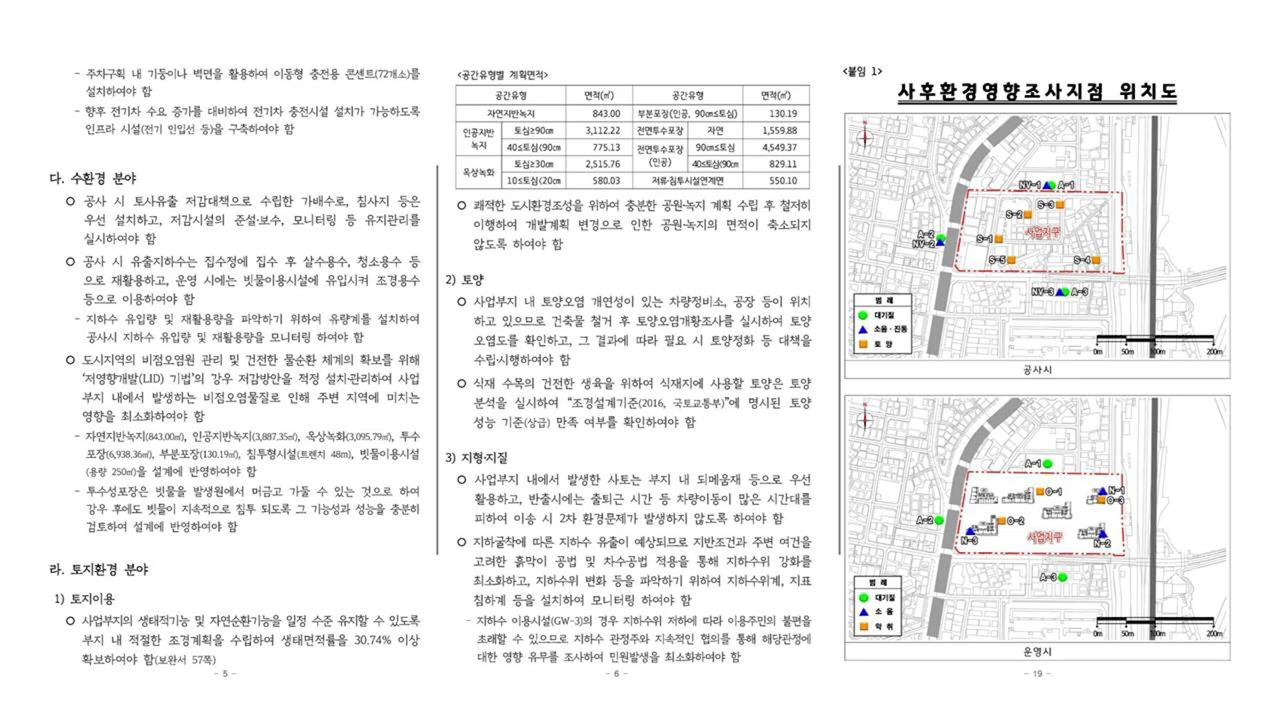 - 주차구획 내 기둥이나 벽면을 활용하여 이동형 충전용 콘센트(72개소)를
설치하여야 함
- 향후 전기차 수요 증가를 대비하여 전기차 충전시설 설치가 가능하도록
인프라 시설(전기 인입선 등)을 구축하여야 함
다. 수환경 분야
○ 공사 시 토사유출 저감대책으로 수립한 가배수로, 침사지 등은
우선 설치하고, 저감시설의 준설·보수, 모니터링 등 유지관리를
실시하여야 함
○ 공사 시 유출지하수는 집수정에 집수 후 살수용수, 청소용수 등
으로 재활용하고, 운영 시에는 빗물이용시설에 유입시켜 조경용수
등으로 이용하여야 함
- 지하수 유입량 및 재활용량을 파악하기 위하여 유량계를 설치하여
공사시 지하수 유입량 및 재활용량을 모니터링 하여야 함
○ 도시지역의 비점오염원 관리 및 건전한 물순환 체계의 확보를 위해
‘저영향개발(LID) 기법’의 강우 저감방안을 적정 설치·관리하여 사업
부지 내에서 발생하는 비점오염물질로 인해 주변 지역에 미치는
영향을 최소화하여야 함
- 자연지반녹지(843.00㎡), 인공지반녹지(3,887.35㎡), 옥상녹화(3,095.79㎡), 투수
포장(6,938.36㎡), 부분포장(130.19㎡), 침투형시설(트렌치 48m), 빗물이용시설
(용량 250㎥)을 설계에 반영하여야 함
- 투수성포장은 빗물을 발생원에서 머금고 가둘 수 있는 것으로 하여
강우 후에도 빗물이 지속적으로 침투 되도록 그 기능성과 성능을 충분히
검토하여 설계에 반영하여야 함
라. 토지환경 분야
1) 토지이용
○ 사업부지의 생태적기능 및 자연순환기능을 일정 수준 유지할 수 있도록
부지 내 적절한 조경계획을 수립하여 생태면적률을 30.74% 이상
확보하여야 함(보완서 57쪽)
- 5 -
<공간유형별 계획면적>
공간유형 면적(㎡) 공간유형 면적(㎡)
자연지반녹지 843.00 부분포장(인공, 90㎝≤토심) 130.19
인공지반녹지 토심≥90㎝ 3,112.22 전면투수포장 자연 1,559.88
40≤토심(90㎝ 775.13 전면투수포장(인공) 90㎝≤토심 4,549.37
옥상녹화 토심≥30㎝ 2,515.76 40≤토심(90㎝ 829.11
10≤토심(20㎝ 580.03 저류·침투시설연계면 550.10
○ 쾌적한 도시환경조성을 위하여 충분한 공원·녹지 계획 수립 후 철저히
이행하여 개발계획 변경으로 인한 공원·녹지의 면적이 축소되지
않도록 하여야 함
2) 토양
○ 사업부지 내 토양오염 개연성이 있는 차량정비소, 공장 등이 위치
하고 있으므로 건축물 철거 후 토양오염개황조사를 실시하여 토양
오염도를 확인하고, 그 결과에 따라 필요 시 토양정화 등 대책을
수립·시행하여야 함
○ 식재 수목의 건전한 생육을 위하여 식재지에 사용할 토양은 토양
분석을 실시하여 “조경설계기준(2016, 국토교통부)”에 명시된 토양
성능 기준(상급) 만족 여부를 확인하여야 함
3) 지형·지질
○ 사업부지 내에서 발생한 사토는 부지 내 되메움재 등으로 우선
활용하고, 반출시에는 출퇴근 시간 등 차량이동이 많은 시간대를
피하여 이송 시 2차 환경문제가 발생하지 않도록 하여야 함
○ 지하굴착에 따른 지하수 유출이 예상되므로 지반조건과 주변 여건을
고려한 흙막이 공법 및 차수공법 적용을 통해 지하수위 강화를
최소화하고, 지하수위 변화 등을 파악하기 위하여 지하수위계, 지표
침하계 등을 설치하여 모니터링 하여야 함
- 지하수 이용시설(GW-3)의 경우 지하수위 저하에 따라 이용주민의 불편을
초래할 수 있으므로 지하수 관정주와 지속적인 협의를 통해 해당관정에
대한 영향 유무를 조사하여 민원발생을 최소화하여야 함
- 6 -
<붙임 1>
사후환경영향조사지점 위치도
NV-1 A-1
S-3
S-2
A-2
NV-2
S-1
사업지구
S-5
S-4
NV-3 A-3
범 례
대기질
소음·진동
토 양
0m 50m 100m 200m
공사시
A-1
O-1
N-1
O-3
A-2
O-2
N-3
사업지구
N-2
A-3
범 례
대기질
소 음
악 취
0m 50m 100m 200m
운영시
- 19 -